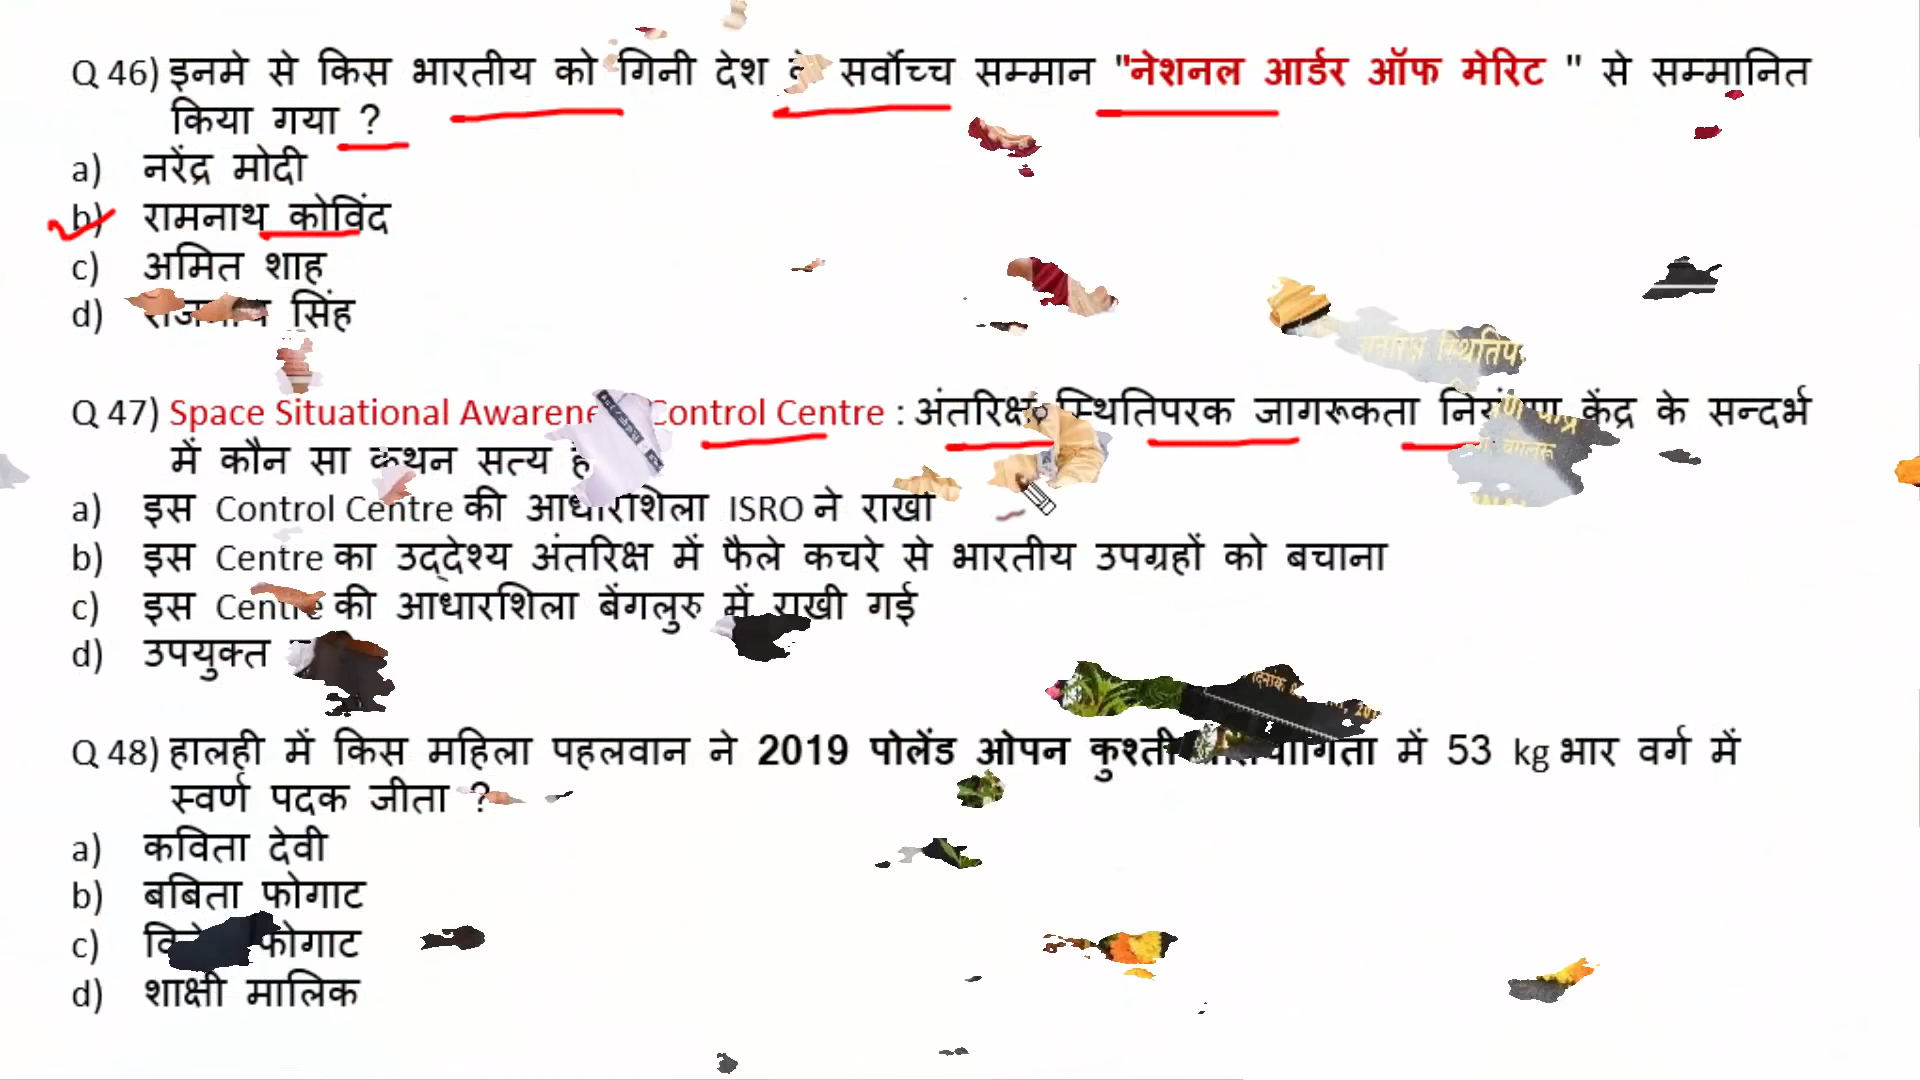 Q 46) इनमे से किस भारतीय को गिनी देश सर्वोच्च सम्मान "नेशनल आर्डर ऑफ मेरिट " से सम्मानित
किया गया ?
a) नरेंद्र मोदी
b) रामनाथ कोविंद
c) अमित शाह
d) सिंह
Q 47) Space Situational Control Centre : अंतरिक्ष स्थितिपरक जागरूकता केंद्र के सन्दर्भ
में कौन सा कथन सत्य
a) इस Control Centre की आधारशिला ISRO ने राखी
b) इस Centre का उद्देश्य अंतरिक्ष में फैले कचरे से भारतीय उपग्रहों को बचाना
c) इस Centre की आधारशिला बेंगलुरु में राखी गई
d) उपयुक्त
Q 48) हालही में किस महिला पहलवान ने 2019 पोलेंड ओपन कुश्ती में 53 kg भार वर्ग में
स्वर्ण पदक जीता ?
a) कविता देवी
b) बबिता फोगाट
c) फोगाट
d) शाक्षी मालिक